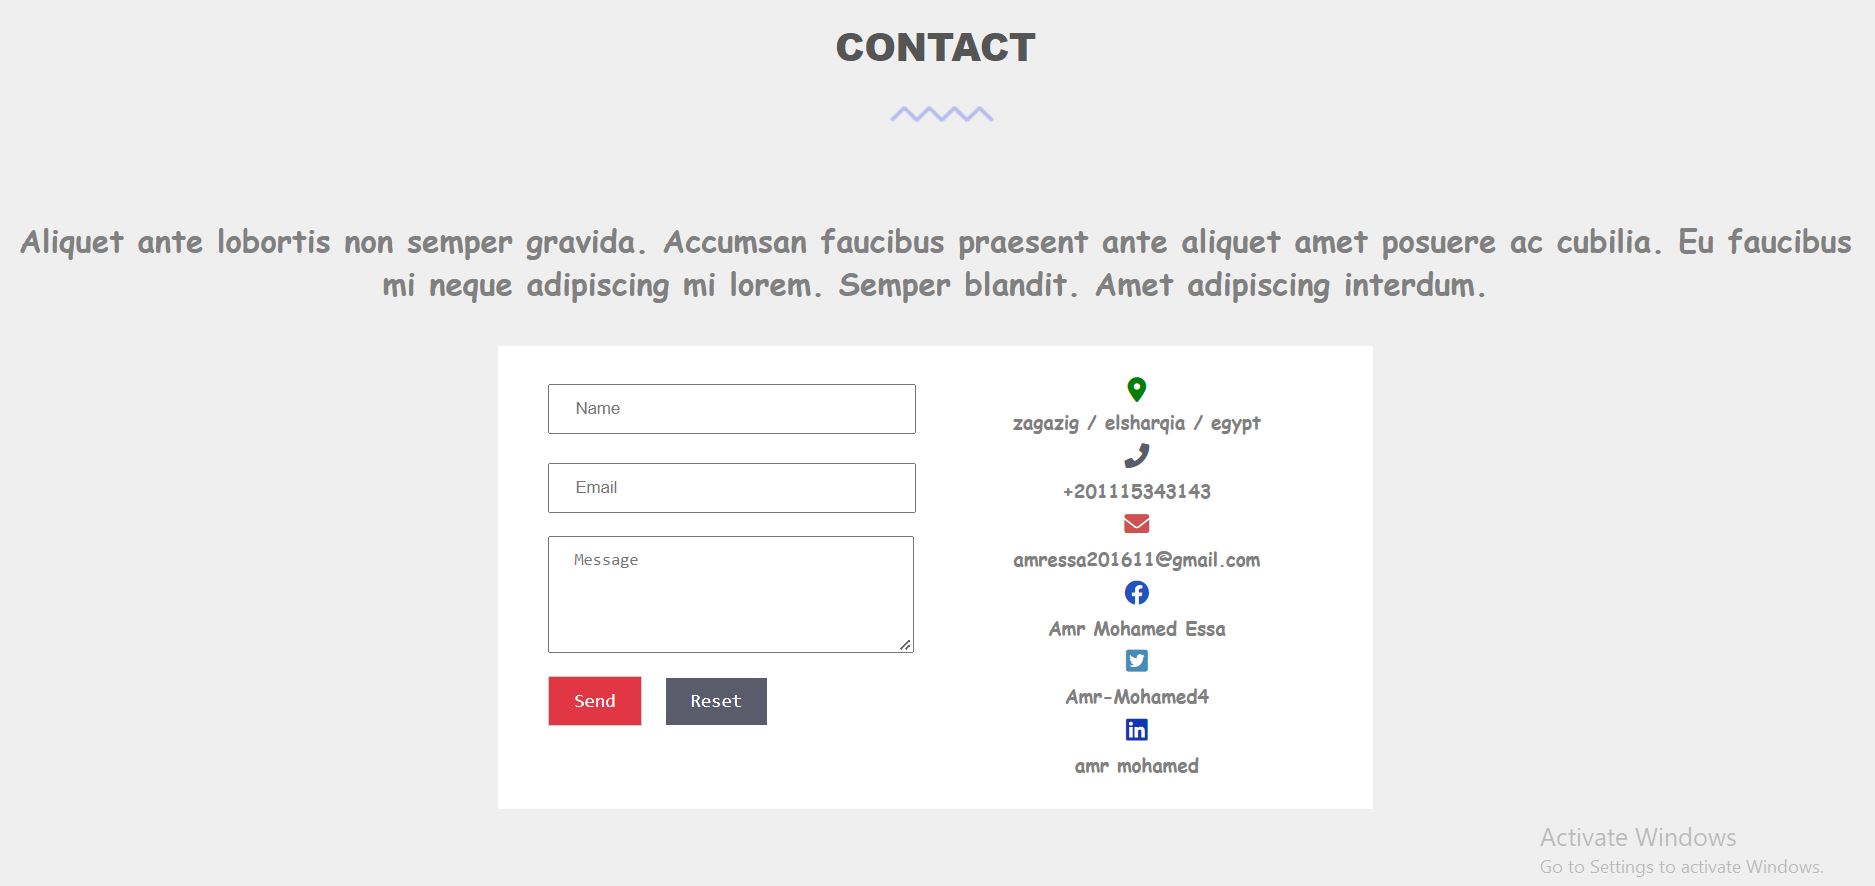 CONTACT
Aliquet ante lobortis non semper gravida. Accumsan faucibus praesent ante aliquet amet posuere ac cubilia. Eu faucibus
mi neque adipiscing mi lorem. Semper blandit. Amet adipiscing interdum.
Name
Email
Message
Send
Reset
zagazig / elsharqia / egypt
+201115343143
amressa201611@gmail.com
Amr Mohamed Essa
Amr-Mohamed4
amr mohamed
Activate Windows
Go to Settings to activate Windows.